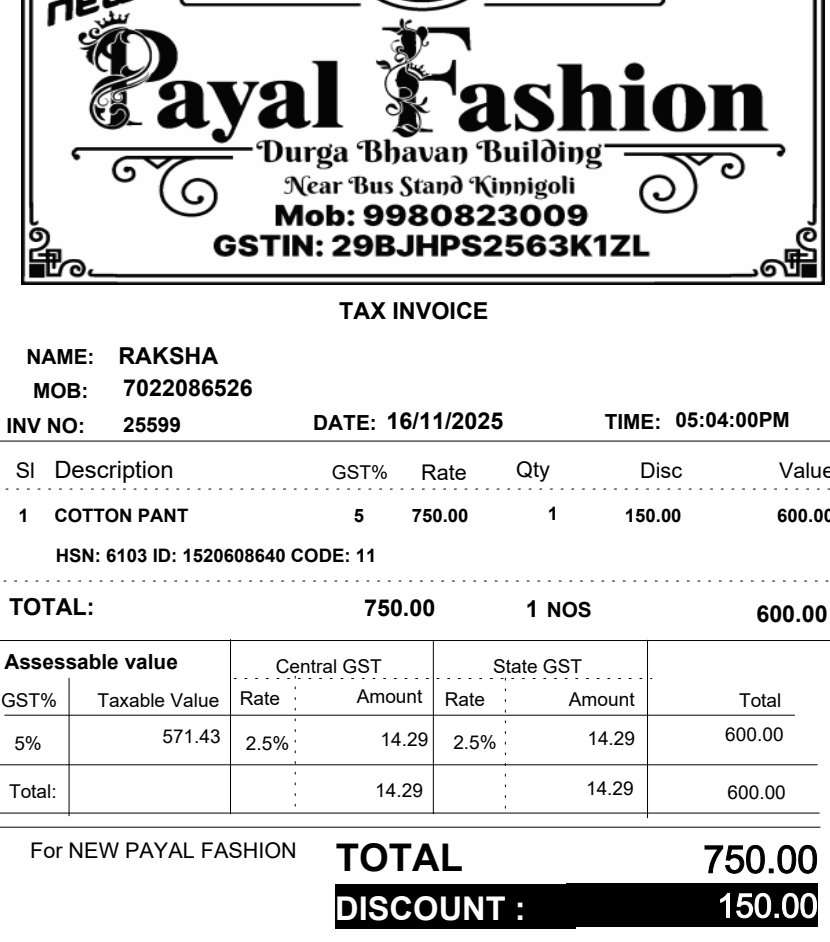 new
Payal Fashion
Durga Bhavan Building
Near Bus Stand Kinnigoli
Mob: 9980823009
GSTIN: 29BJHPS2563K1ZL
TAX INVOICE
NAME: RAKSHA
MOB: 7022086526
INV NO: 25599 DATE: 16/11/2025 TIME: 05:04:00PM
Sl Description GST% Rate Qty Disc Value
1 COTTON PANT 5 750.00 1 150.00 600.00
HSN: 6103 ID: 1520608640 CODE: 11
TOTAL: 750.00 1 NOS 600.00
Assessable value Central GST State GST
GST% Taxable Value Rate Amount Rate Amount Total
5% 571.43 2.5% 14.29 2.5% 14.29 600.00
Total: 14.29 14.29 600.00
For NEW PAYAL FASHION TOTAL 750.00
DISCOUNT : 150.00